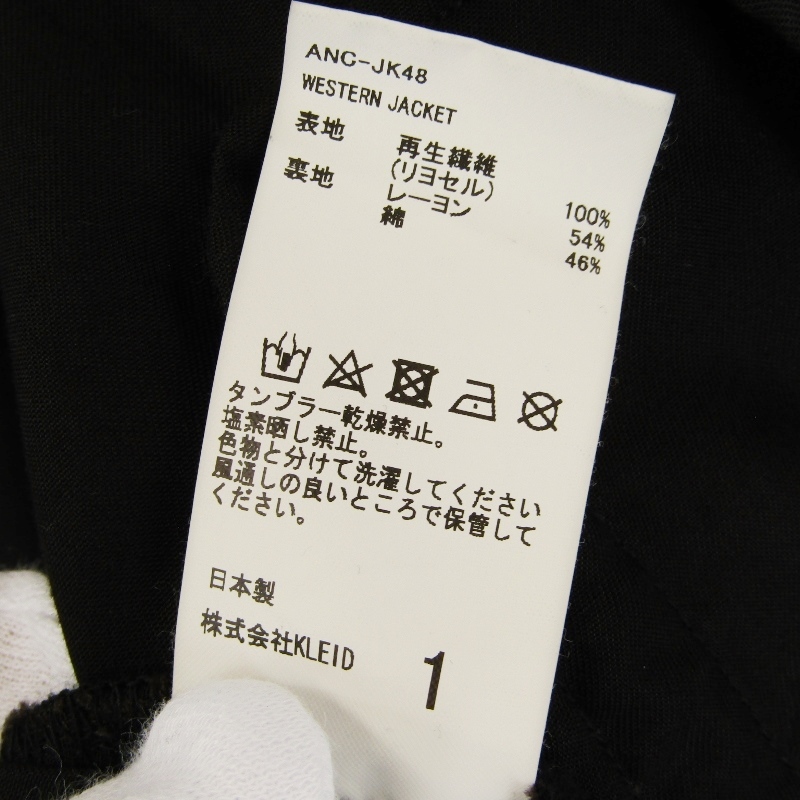 ANC-JK48
WESTERN JACKET
表地 再生繊維
(リヨセル) 100%
裏地 レーヨン 54%
綿 46%
タンブラー乾燥禁止。
塩素晒し禁止。
色物と分けて洗濯してください
風通しの良いところで保管して
ください。
日本製
株式会社KLEID
1